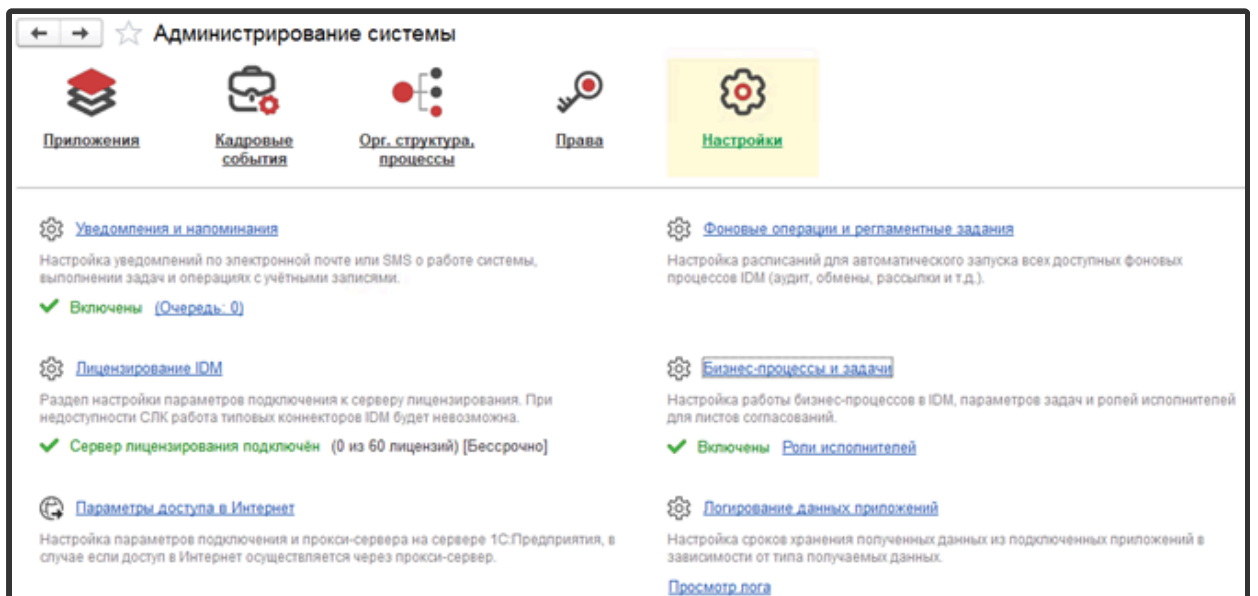 Администрирование системы
Приложения
Кадровые события
Орг. структура, процессы
Права
Настройки
Уведомления и напоминания
Настройка уведомлений по электронной почте или SMS о работе системы,
выполнении задач и операциях с учётными записями.
Включены (Очередь: 0)
Фоновые операции и регламентные задания
Настройка расписаний для автоматического запуска всех доступных фоновых
процессов IDM (аудит, обмены, рассылки и т.д.).
Лицензирование IDM
Раздел настройки параметров подключения к серверу лицензирования. При
недоступности СЛК работа типовых коннекторов IDM будет невозможна.
Сервер лицензирования подключён (0 из 60 лицензий) [Бессрочно]
Бизнес-процессы и задачи
Настройка работы бизнес-процессов в IDM, параметров задач и ролей исполнителей
для листов согласований.
Включены Роли исполнителей
Параметры доступа в Интернет
Настройка параметров подключения и прокси-сервера на сервере 1С:Предприятия, в
случае если доступ в Интернет осуществляется через прокси-сервер.
Логирование данных приложений
Настройка сроков хранения полученных данных из подключенных приложений в
зависимости от типа получаемых данных.
Просмотр лога